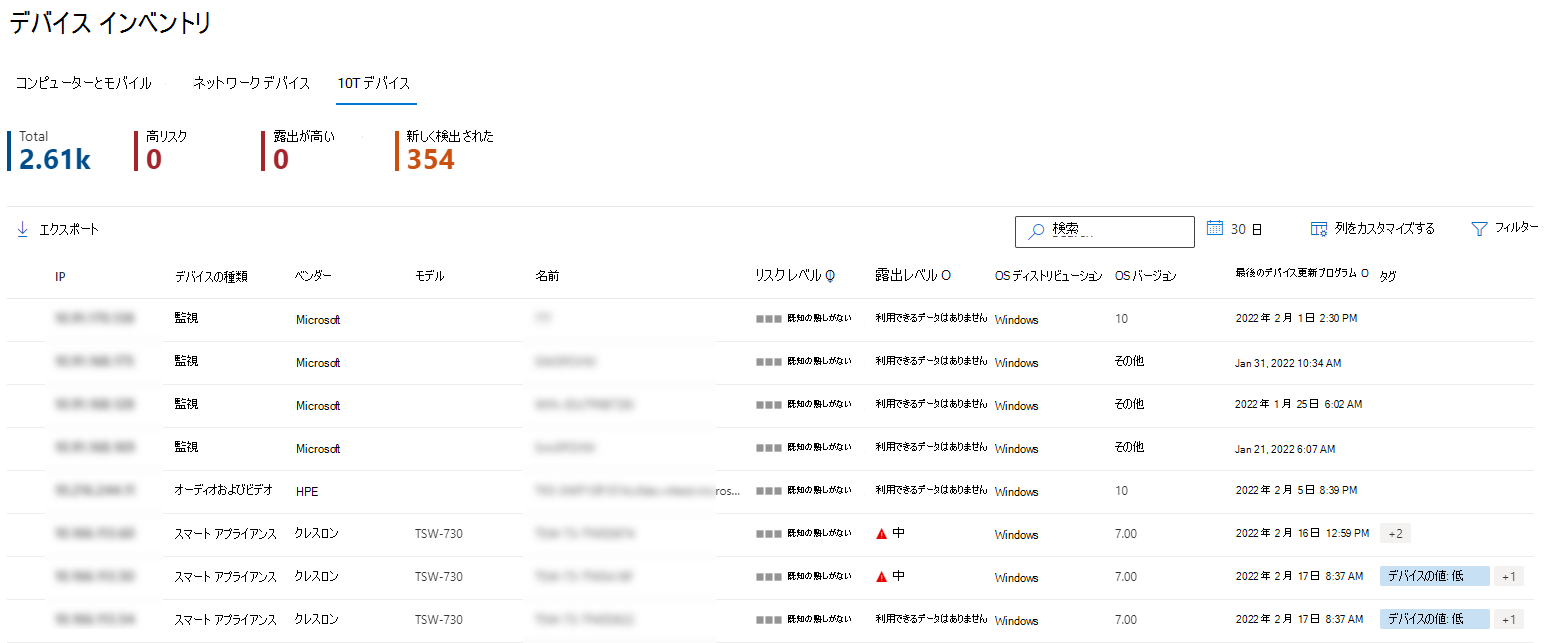 デバイス インベントリ
コンピューターとモバイル ネットワーク デバイス 10T デバイス
Total 高リスク 露出が高い 新しく検出された
2.61k 0 0 354
エクスポート 検索 30 日 列をカスタマイズする フィルター
IP デバイスの種類 ベンダー モデル 名前 リスク レベル 露出レベル O OS ディストリビューション OS バージョン 最後のデバイス更新プログラム O タグ
監視 Microsoft 既知の熟しがない 利用できるデータはありません Windows 10 2022 年 2 月 1日 2:30 PM
監視 Microsoft 既知の熟しがない 利用できるデータはありません Windows その他 Jan 31, 2022 10:34 AM
監視 Microsoft 既知の熟しがない 利用できるデータはありません Windows その他 2022 年 1 月 25日 6:02 AM
監視 Microsoft 既知の熟しがない 利用できるデータはありません Windows その他 Jan 21, 2022 6:07 AM
オーディオおよびビデオ HPE ros... 既知の熟しがない 利用できるデータはありません Windows 10 2022 年 2 月 5日 8:39 PM
スマート アプライアンス クレスロン TSW-730 既知の熟しがない 中 Windows 7.00 2022 年 2 月 16日 12:59 PM +2
スマート アプライアンス クレスロン TSW-730 既知の熟しがない 中 Windows 7.00 2022 年 2 月 17日 8:37 AM デバイスの値: 低 +1
スマート アプライアンス クレスロン TSW-730 既知の熟しがない 利用できるデータはありません Windows 7.00 2022 年 2 月 17日 8:37 AM デバイスの値: 低 +1